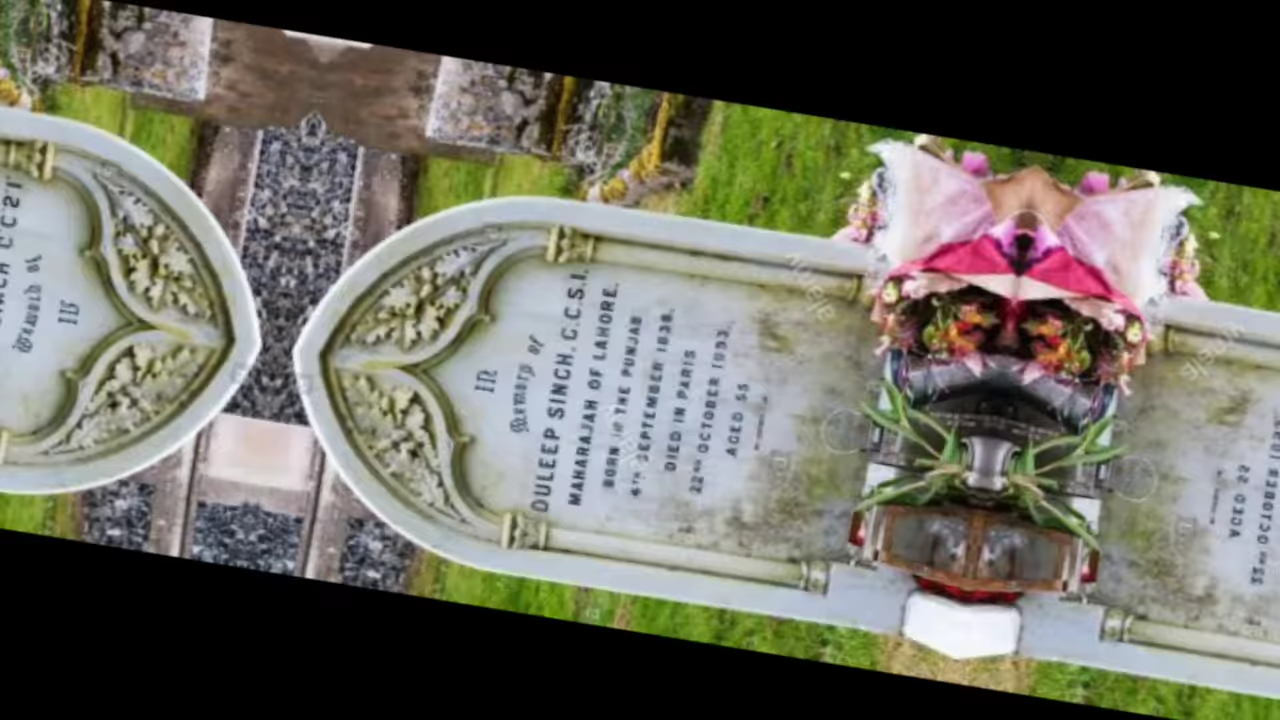 IN
Memory of
DULEEP SINGH, G.C.S.I.
MAHARAJAH OF LAHORE,
BORN IN THE PUNJAB
4TH SEPTEMBER 1838,
DIED IN PARIS
22ND OCTOBER 1893,
AGED 55